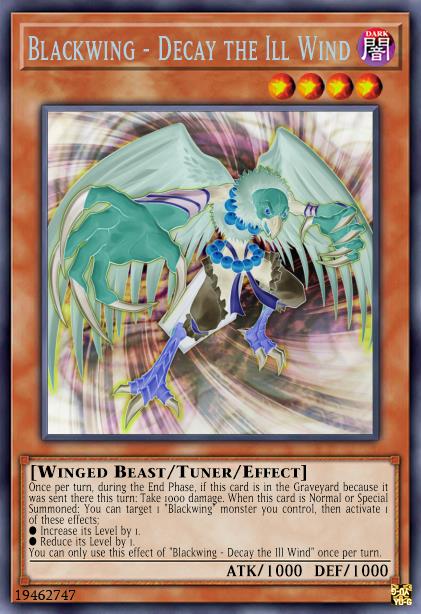 BLACKWING - DECAY THE ILL WIND
DARK
闇
[WINGED BEAST/TUNER/EFFECT]
Once per turn, during the End Phase, if this card is in the Graveyard because it
was sent there this turn: Take 1000 damage. When this card is Normal or Special
Summoned: You can target 1 "Blackwing" monster you control, then activate 1
of these effects;
● Increase its Level by 1.
● Reduce its Level by 1.
You can only use this effect of "Blackwing - Decay the Ill Wind" once per turn.
ATK/1000 DEF/1000
19462747